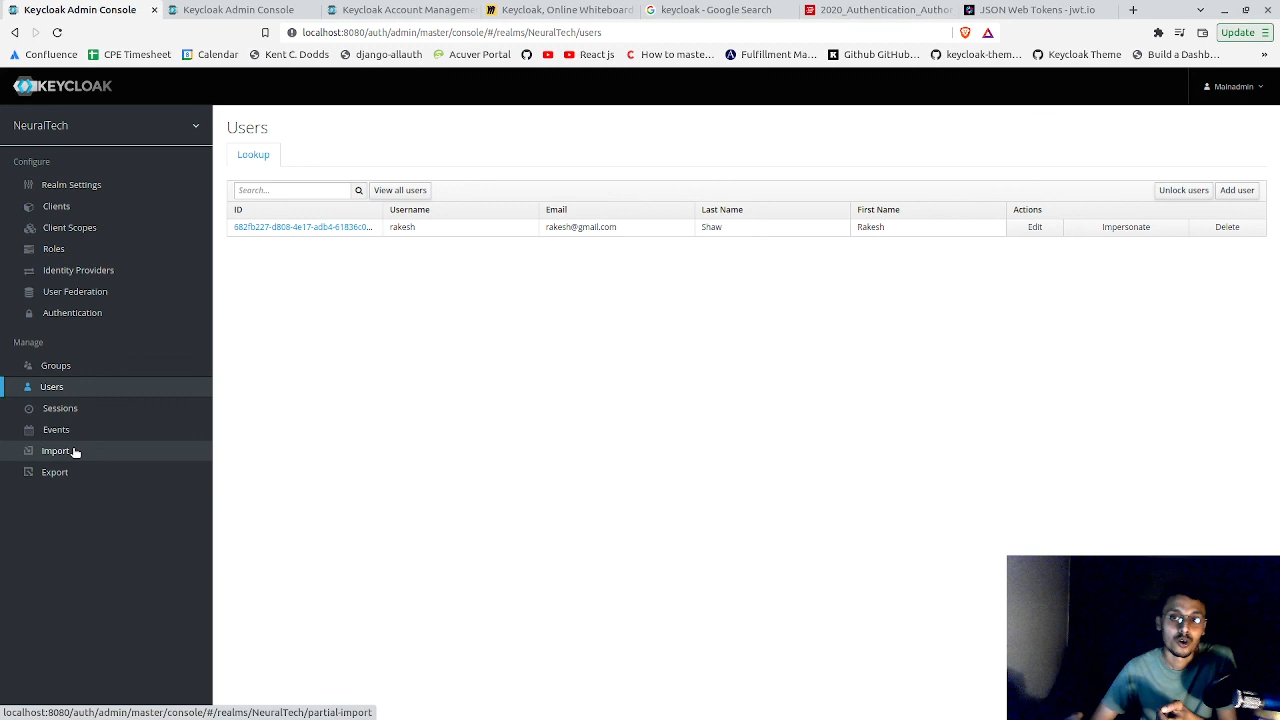 Keycloak Admin Console
Keycloak Admin Console
Keycloak Account Manageme
Keycloak, Online Whiteboard
keycloak - Google Search
2020_Authentication_Author
JSON Web Tokens - jwt.io
localhost:8080/auth/admin/master/console/#/realms/NeuralTech/users
Update
Confluence
CPE Timesheet
Calendar
Kent C. Dodds
django-allauth
Acuver Portal
React js
How to maste...
Fulfillment Ma...
Github GitHub...
keycloak-them...
Keycloak Theme
Build a Dashb...
KEYCLOAK
Mainadmin
NeuralTech
Configure
Realm Settings
Clients
Client Scopes
Roles
Identity Providers
User Federation
Authentication
Manage
Groups
Users
Sessions
Events
Import
Export
Users
Lookup
Search...
View all users
Unlock users
Add user
ID Username Email Last Name First Name Actions
682fb227-d808-4e17-adb4-61836c0... rakesh rakesh@gmail.com Shaw Rakesh Edit Impersonate Delete
localhost:8080/auth/admin/master/console/#/realms/NeuralTech/partial-import